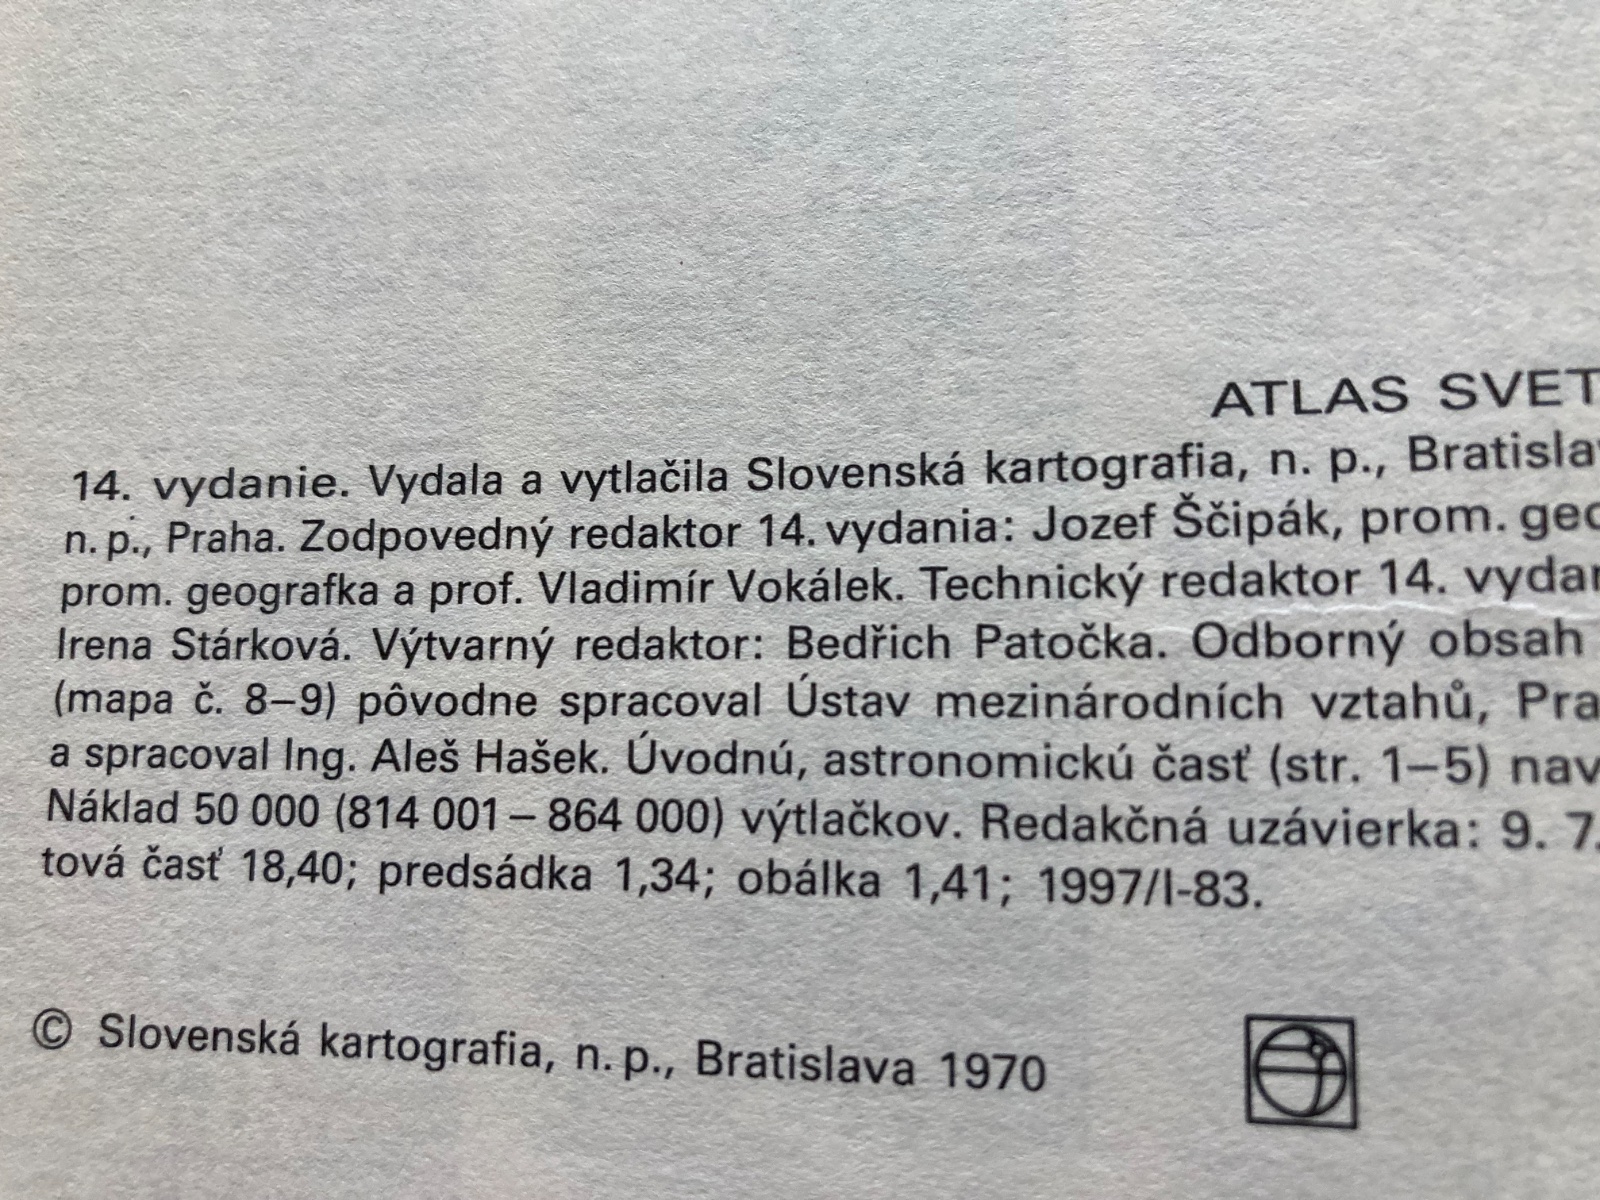 ATLAS SVET
14. vydanie. Vydala a vytlačila Slovenská kartografia, n. p., Bratisla
n. p., Praha. Zodpovedný redaktor 14. vydania: Jozef Ščipák, prom. geo
prom. geografka a prof. Vladimír Vokálek. Technický redaktor 14. vydan
Irena Stárková. Výtvarný redaktor: Bedřich Patočka. Odborný obsah
(mapa č. 8–9) pôvodne spracoval Ústav mezinárodních vztahů, Pra
a spracoval Ing. Aleš Hašek. Úvodnú, astronomickú časť (str. 1–5) nav
Náklad 50 000 (814 001 – 864 000) výtlačkov. Redakčná uzávierka: 9. 7.
tová časť 18,40; predsádka 1,34; obálka 1,41; 1997/I-83.
© Slovenská kartografia, n. p., Bratislava 1970